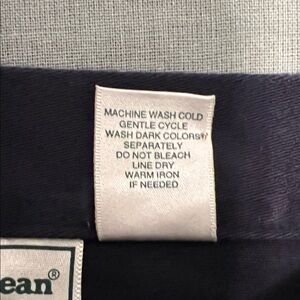 MACHINE WASH COLD
GENTLE CYCLE
WASH DARK COLORS
SEPARATELY
DO NOT BLEACH
LINE DRY
WARM IRON
IF NEEDED
ean®